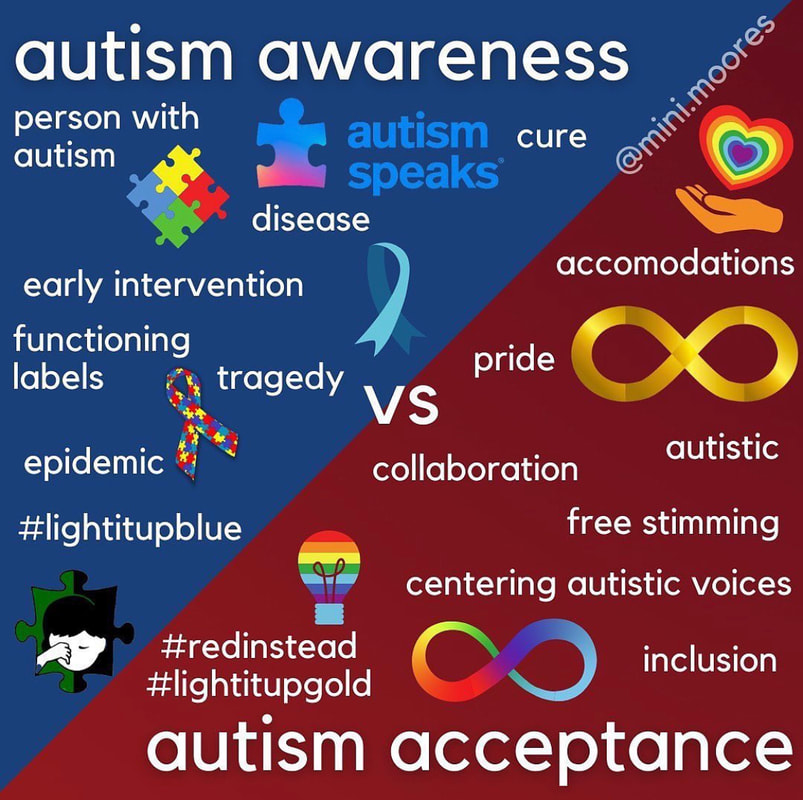 autism awareness
@mini.moores
person with
autism
autism
speaks
cure
disease
early intervention
accomodations
functioning
labels
tragedy
pride
vs
epidemic
collaboration
autistic
#lightitupblue
free stimming
centering autistic voices
#redinstead
#lightitupgold
inclusion
autism acceptance